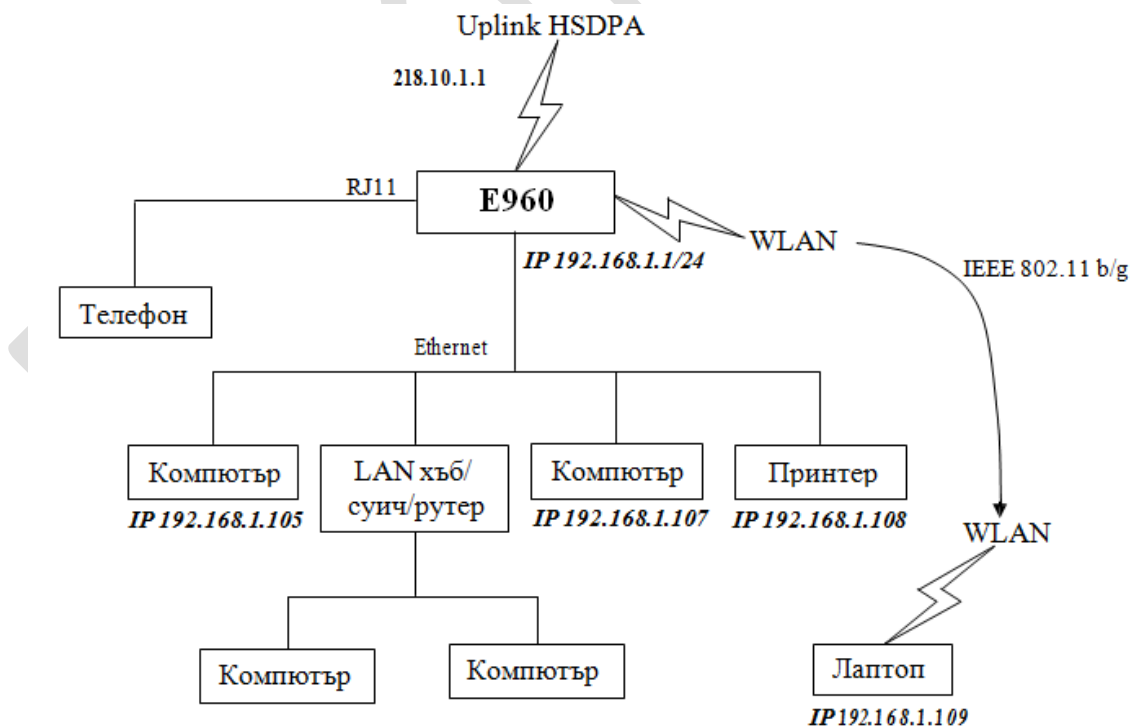 Uplink HSDPA
218.10.1.1
RJ11
E960
WLAN
IP 192.168.1.1/24
IEEE 802.11 b/g
Телефон
Ethernet
Компютър
LAN хъб/
суич/рутер
Компютър
Принтер
IP 192.168.1.105
IP 192.168.1.107
IP 192.168.1.108
WLAN
Компютър
Компютър
Лаптоп
IP 192.168.1.109